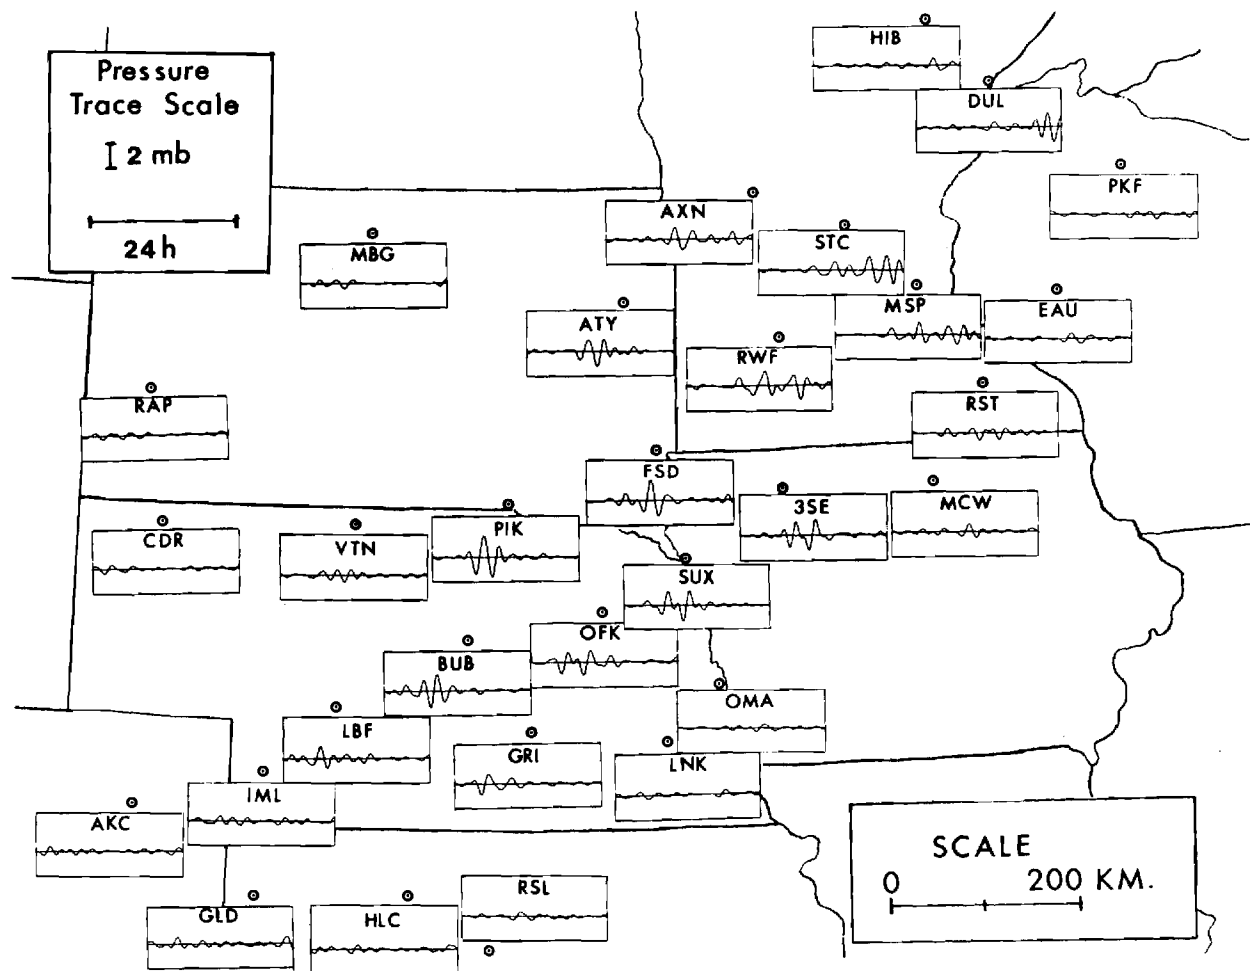 HIB
Pressure
Trace Scale
2 mb
24h
DUL
PKF
AXN
STC
MBG
MSP
EAU
ATY
RWF
RAP
RST
FSD
3SE
MCW
PIK
CDR
VTN
SUX
OFK
BUB
OMA
LBF
GRI
LNK
IML
AKC
SCALE
0 200 KM.
RSL
GLD
HLC